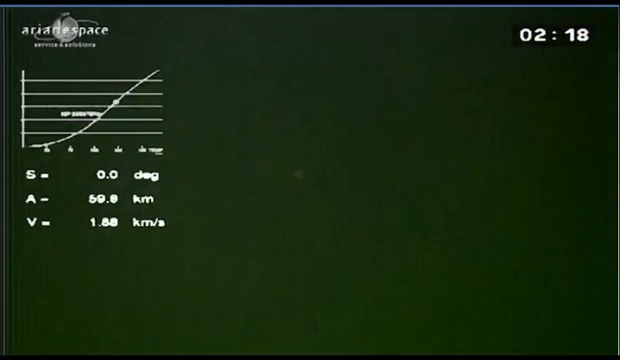 arianespace
service & solutions
02 : 18
S = 0.0 deg
A = 59.8 km
V = 1.88 km/s